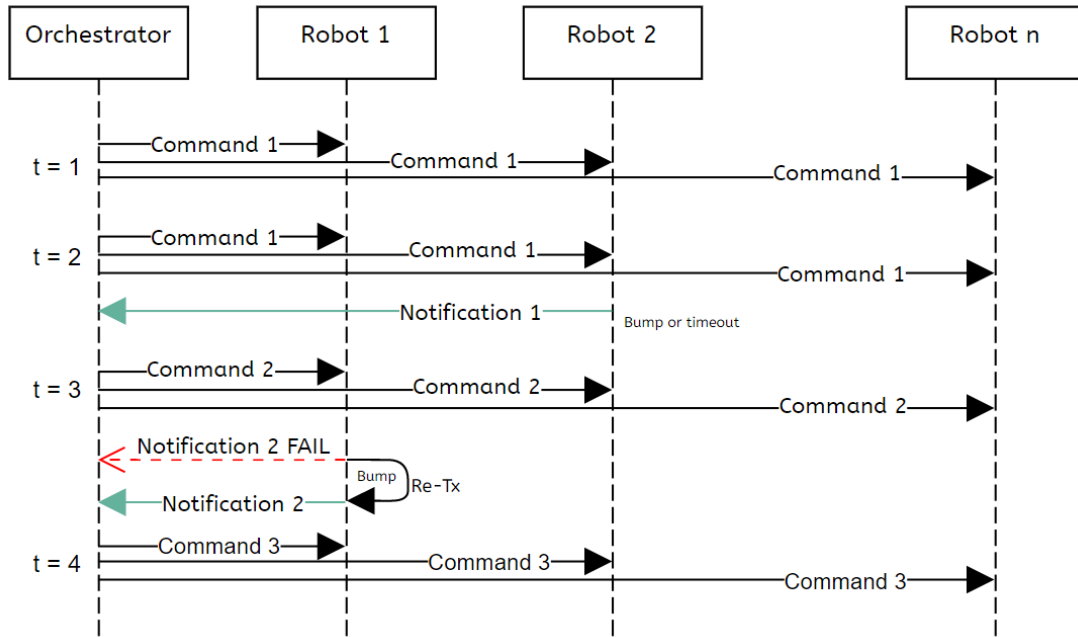 Orchestrator
Robot 1
Robot 2
Robot n
Command 1
Command 1
Command 1
t = 1
Command 1
Command 1
Command 1
t = 2
Notification 1
Bump or timeout
Command 2
Command 2
Command 2
t = 3
Notification 2 FAIL
Bump
Re-Tx
Notification 2
Command 3
Command 3
Command 3
t = 4